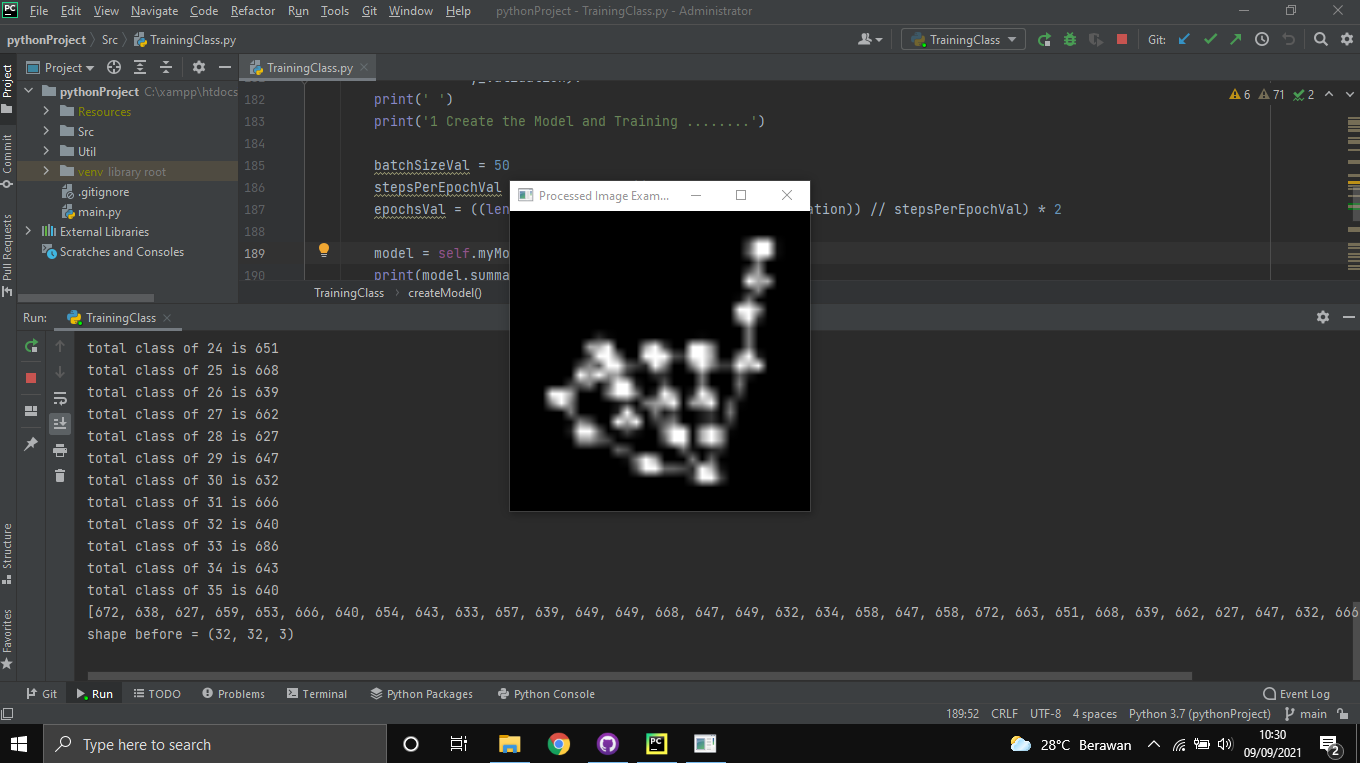 File Edit View Navigate Code Refactor Run Tools Git Window Help pythonProject - TrainingClass.py - Administrator
pythonProject Src TrainingClass.py TrainingClass Git:
Project TrainingClass.py
Project
pythonProject C:\xampp\htdocs
Resources
Src
Util
venv library root
.gitignore
main.py
External Libraries
Scratches and Consoles
Commit
Pull Requests
6 71 2
182 print(' ')
183 print('1 Create the Model and Training ........')
184
185 batchSizeVal = 50
186 stepsPerEpochVal
187 epochsVal = ((len ation)) // stepsPerEpochVal) * 2
188
189 model = self.myMo
190 print(model.summa
TrainingClass createModel()
Processed Image Exam...
Run: TrainingClass
total class of 24 is 651
total class of 25 is 668
total class of 26 is 639
total class of 27 is 662
total class of 28 is 627
total class of 29 is 647
total class of 30 is 632
total class of 31 is 666
total class of 32 is 640
total class of 33 is 686
total class of 34 is 643
total class of 35 is 640
[672, 638, 627, 659, 653, 666, 640, 654, 643, 633, 657, 639, 649, 649, 668, 647, 649, 632, 634, 658, 647, 658, 672, 663, 651, 668, 639, 662, 627, 647, 632, 666
shape before = (32, 32, 3)
Structure
Favorites
Git Run TODO Problems Terminal Python Packages Python Console Event Log
189:52 CRLF UTF-8 4 spaces Python 3.7 (pythonProject) main
Type here to search
28°C Berawan
10:30
09/09/2021
2